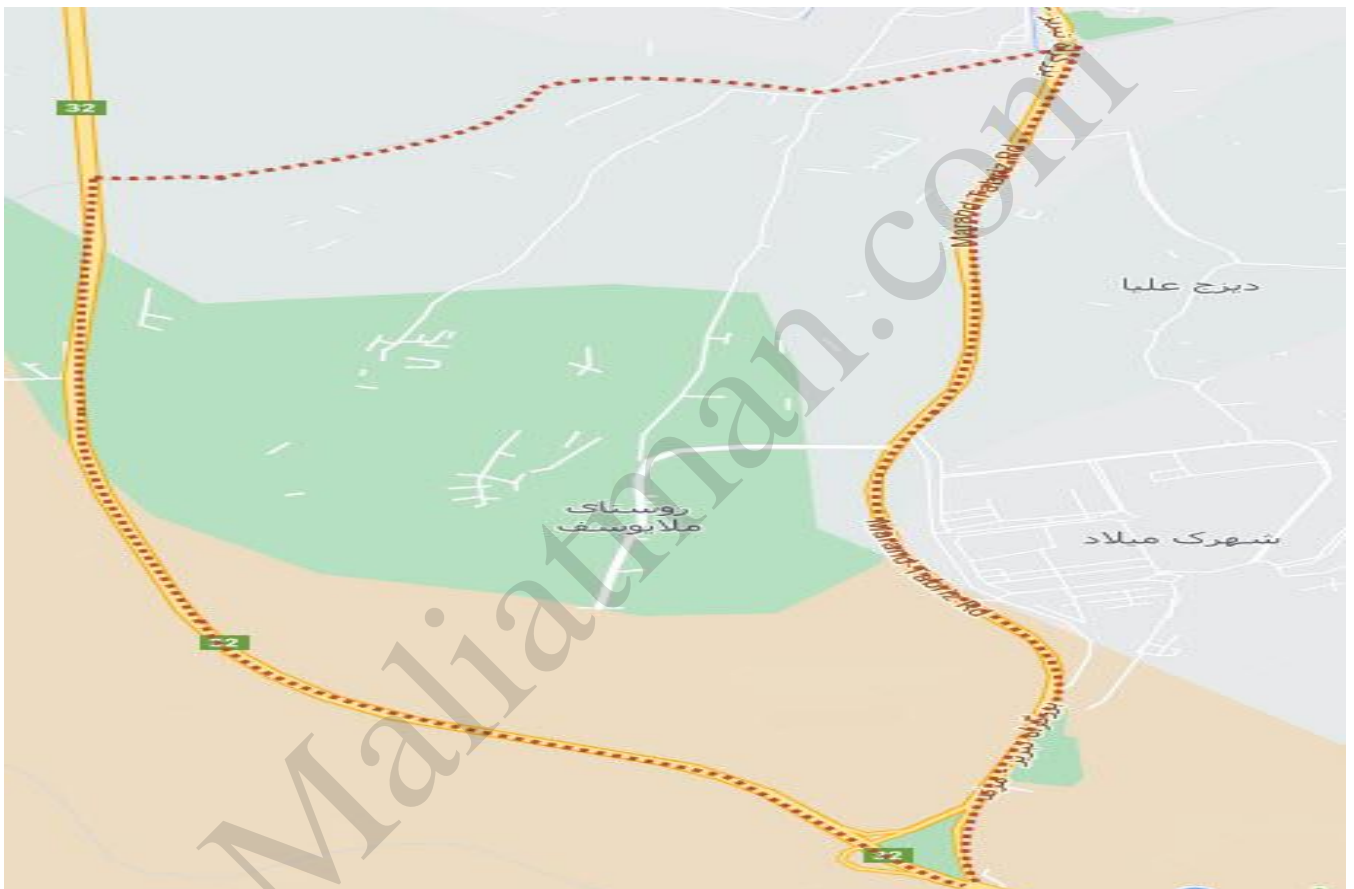 32
Marand Tabriz Rd
دیزج علیا
روستای
ملایوسف
شهرک میلاد
Marand Tabriz Rd
32
32
Maliatman.com